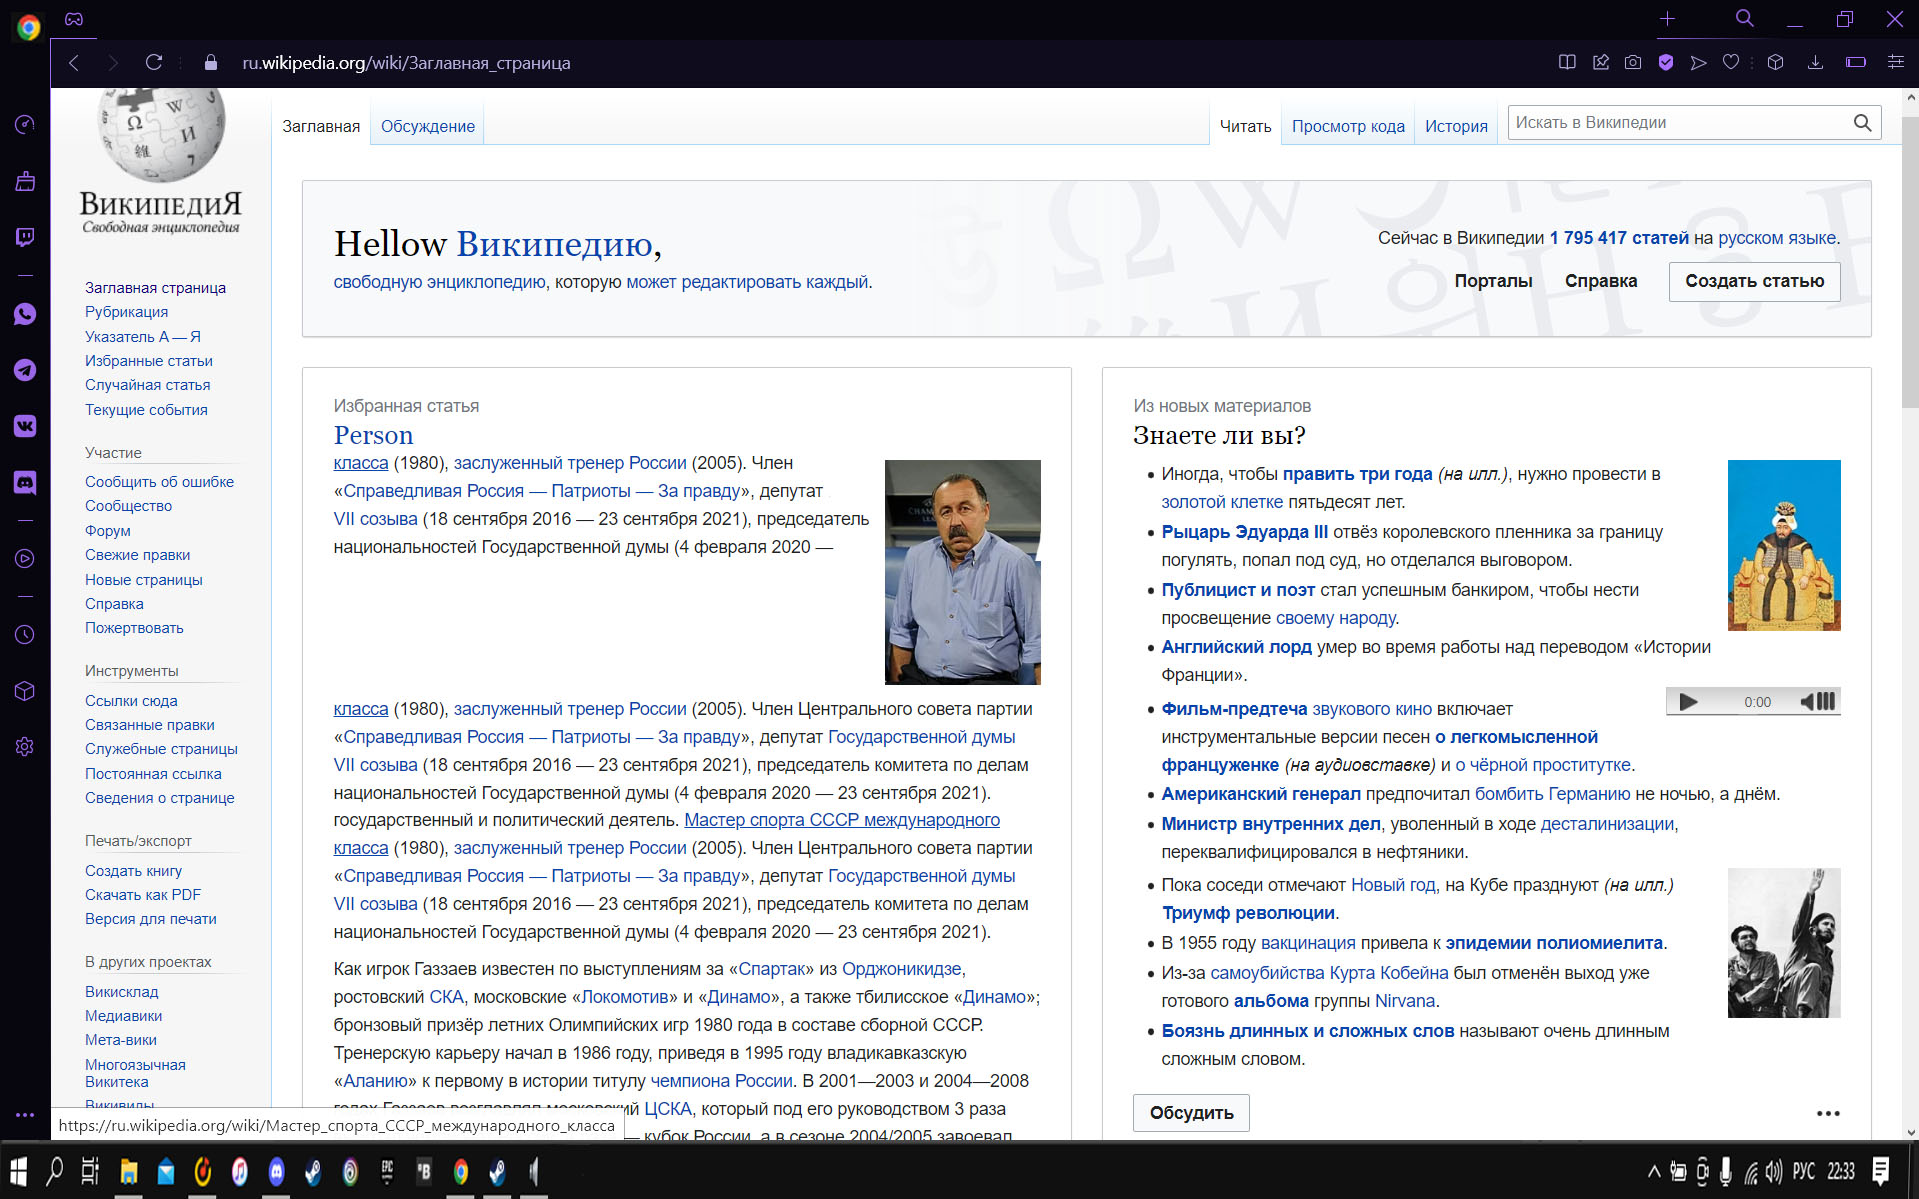 ru.wikipedia.org/wiki/Заглавная_страница
ВикипедиЯ
Свободная энциклопедия
Заглавная
Обсуждение
Читать
Просмотр кода
История
Искать в Википедии
Заглавная страница
Рубрикация
Указатель А — Я
Избранные статьи
Случайная статья
Текущие события
Участие
Сообщить об ошибке
Сообщество
Форум
Свежие правки
Новые страницы
Справка
Пожертвовать
Инструменты
Ссылки сюда
Связанные правки
Служебные страницы
Постоянная ссылка
Сведения о странице
Печать/экспорт
Создать книгу
Скачать как PDF
Версия для печати
В других проектах
Викисклад
Медиавики
Мета-вики
Многоязычная
Викитека
Викивиды
Hellow Википедию,
свободную энциклопедию, которую может редактировать каждый.
Сейчас в Википедии 1 795 417 статей на русском языке.
Порталы
Справка
Создать статью
Избранная статья
Person
класса (1980), заслуженный тренер России (2005). Член
«Справедливая Россия — Патриоты — За правду», депутат
VII созыва (18 сентября 2016 — 23 сентября 2021), председатель
национальностей Государственной думы (4 февраля 2020 —
класса (1980), заслуженный тренер России (2005). Член Центрального совета партии
«Справедливая Россия — Патриоты — За правду», депутат Государственной думы
VII созыва (18 сентября 2016 — 23 сентября 2021), председатель комитета по делам
национальностей Государственной думы (4 февраля 2020 — 23 сентября 2021).
государственный и политический деятель. Мастер спорта СССР международного
класса (1980), заслуженный тренер России (2005). Член Центрального совета партии
«Справедливая Россия — Патриоты — За правду», депутат Государственной думы
VII созыва (18 сентября 2016 — 23 сентября 2021), председатель комитета по делам
национальностей Государственной думы (4 февраля 2020 — 23 сентября 2021).
Как игрок Газзаев известен по выступлениям за «Спартак» из Орджоникидзе,
ростовский СКА, московские «Локомотив» и «Динамо», а также тбилисское «Динамо»;
бронзовый призёр летних Олимпийских игр 1980 года в составе сборной СССР.
Тренерскую карьеру начал в 1986 году, приведя в 1995 году владикавказскую
«Аланию» к первому в истории титулу чемпиона России. В 2001—2003 и 2004—2008
годах Газзаев возглавлял московский ЦСКА, который под его руководством 3 раза
— кубок России, а в сезоне 2004/2005 завоевал
Из новых материалов
Знаете ли вы?
Иногда, чтобы править три года (на илл.), нужно провести в
золотой клетке пятьдесят лет.
Рыцарь Эдуарда III отвёз королевского пленника за границу
погулять, попал под суд, но отделался выговором.
Публицист и поэт стал успешным банкиром, чтобы нести
просвещение своему народу.
Английский лорд умер во время работы над переводом «Истории
Франции».
0:00
Фильм-предтеча звукового кино включает
инструментальные версии песен о легкомысленной
француженке (на аудиовставке) и о чёрной проститутке.
Американский генерал предпочитал бомбить Германию не ночью, а днём.
Министр внутренних дел, уволенный в ходе десталинизации,
переквалифицировался в нефтяники.
Пока соседи отмечают Новый год, на Кубе празднуют (на илл.)
Триумф революции.
В 1955 году вакцинация привела к эпидемии полиомиелита.
Из-за самоубийства Курта Кобейна был отменён выход уже
готового альбома группы Nirvana.
Боязнь длинных и сложных слов называют очень длинным
сложным словом.
Обсудить
https://ru.wikipedia.org/wiki/Мастер_спорта_СССР_международного_класса
РУС 22:33